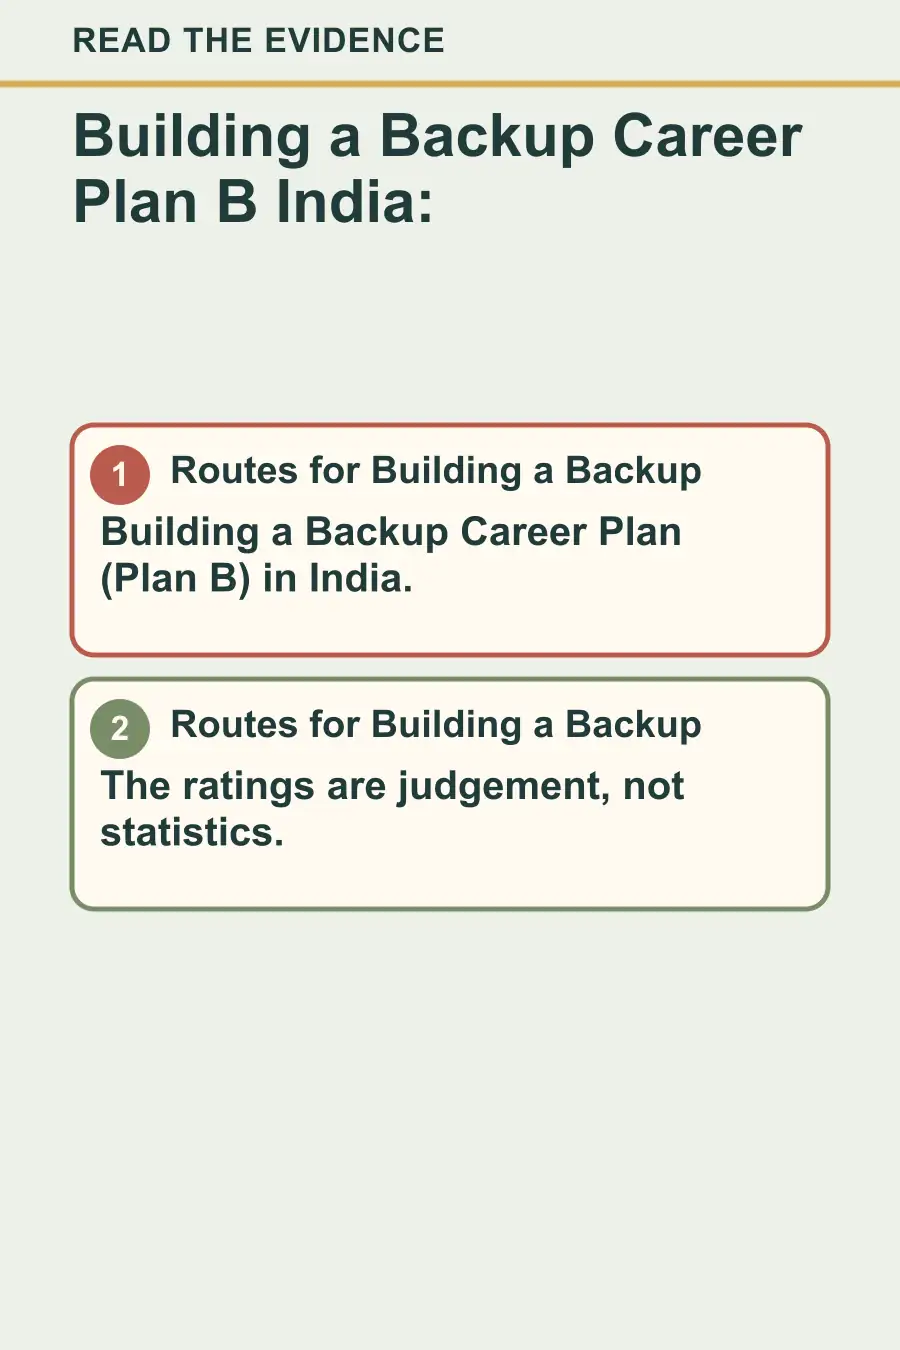 READ THE EVIDENCE
Building a Backup Career
Plan B India:
1 Routes for Building a Backup
Building a Backup Career Plan
(Plan B) in India.
2 Routes for Building a Backup
The ratings are judgement, not
statistics.